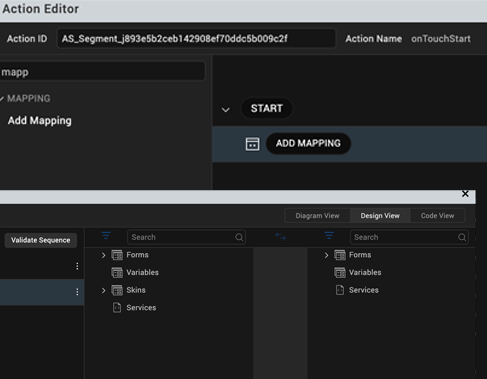 Action Editor
Action ID AS_Segment_j893e5b2ceb142908ef70ddc5b009c2f Action Name onTouchStart
mapp
MAPPING
Add Mapping
START
ADD MAPPING
Diagram View Design View Code View
Validate Sequence Search Search
Forms Forms
Variables Variables
Skins Services
Services